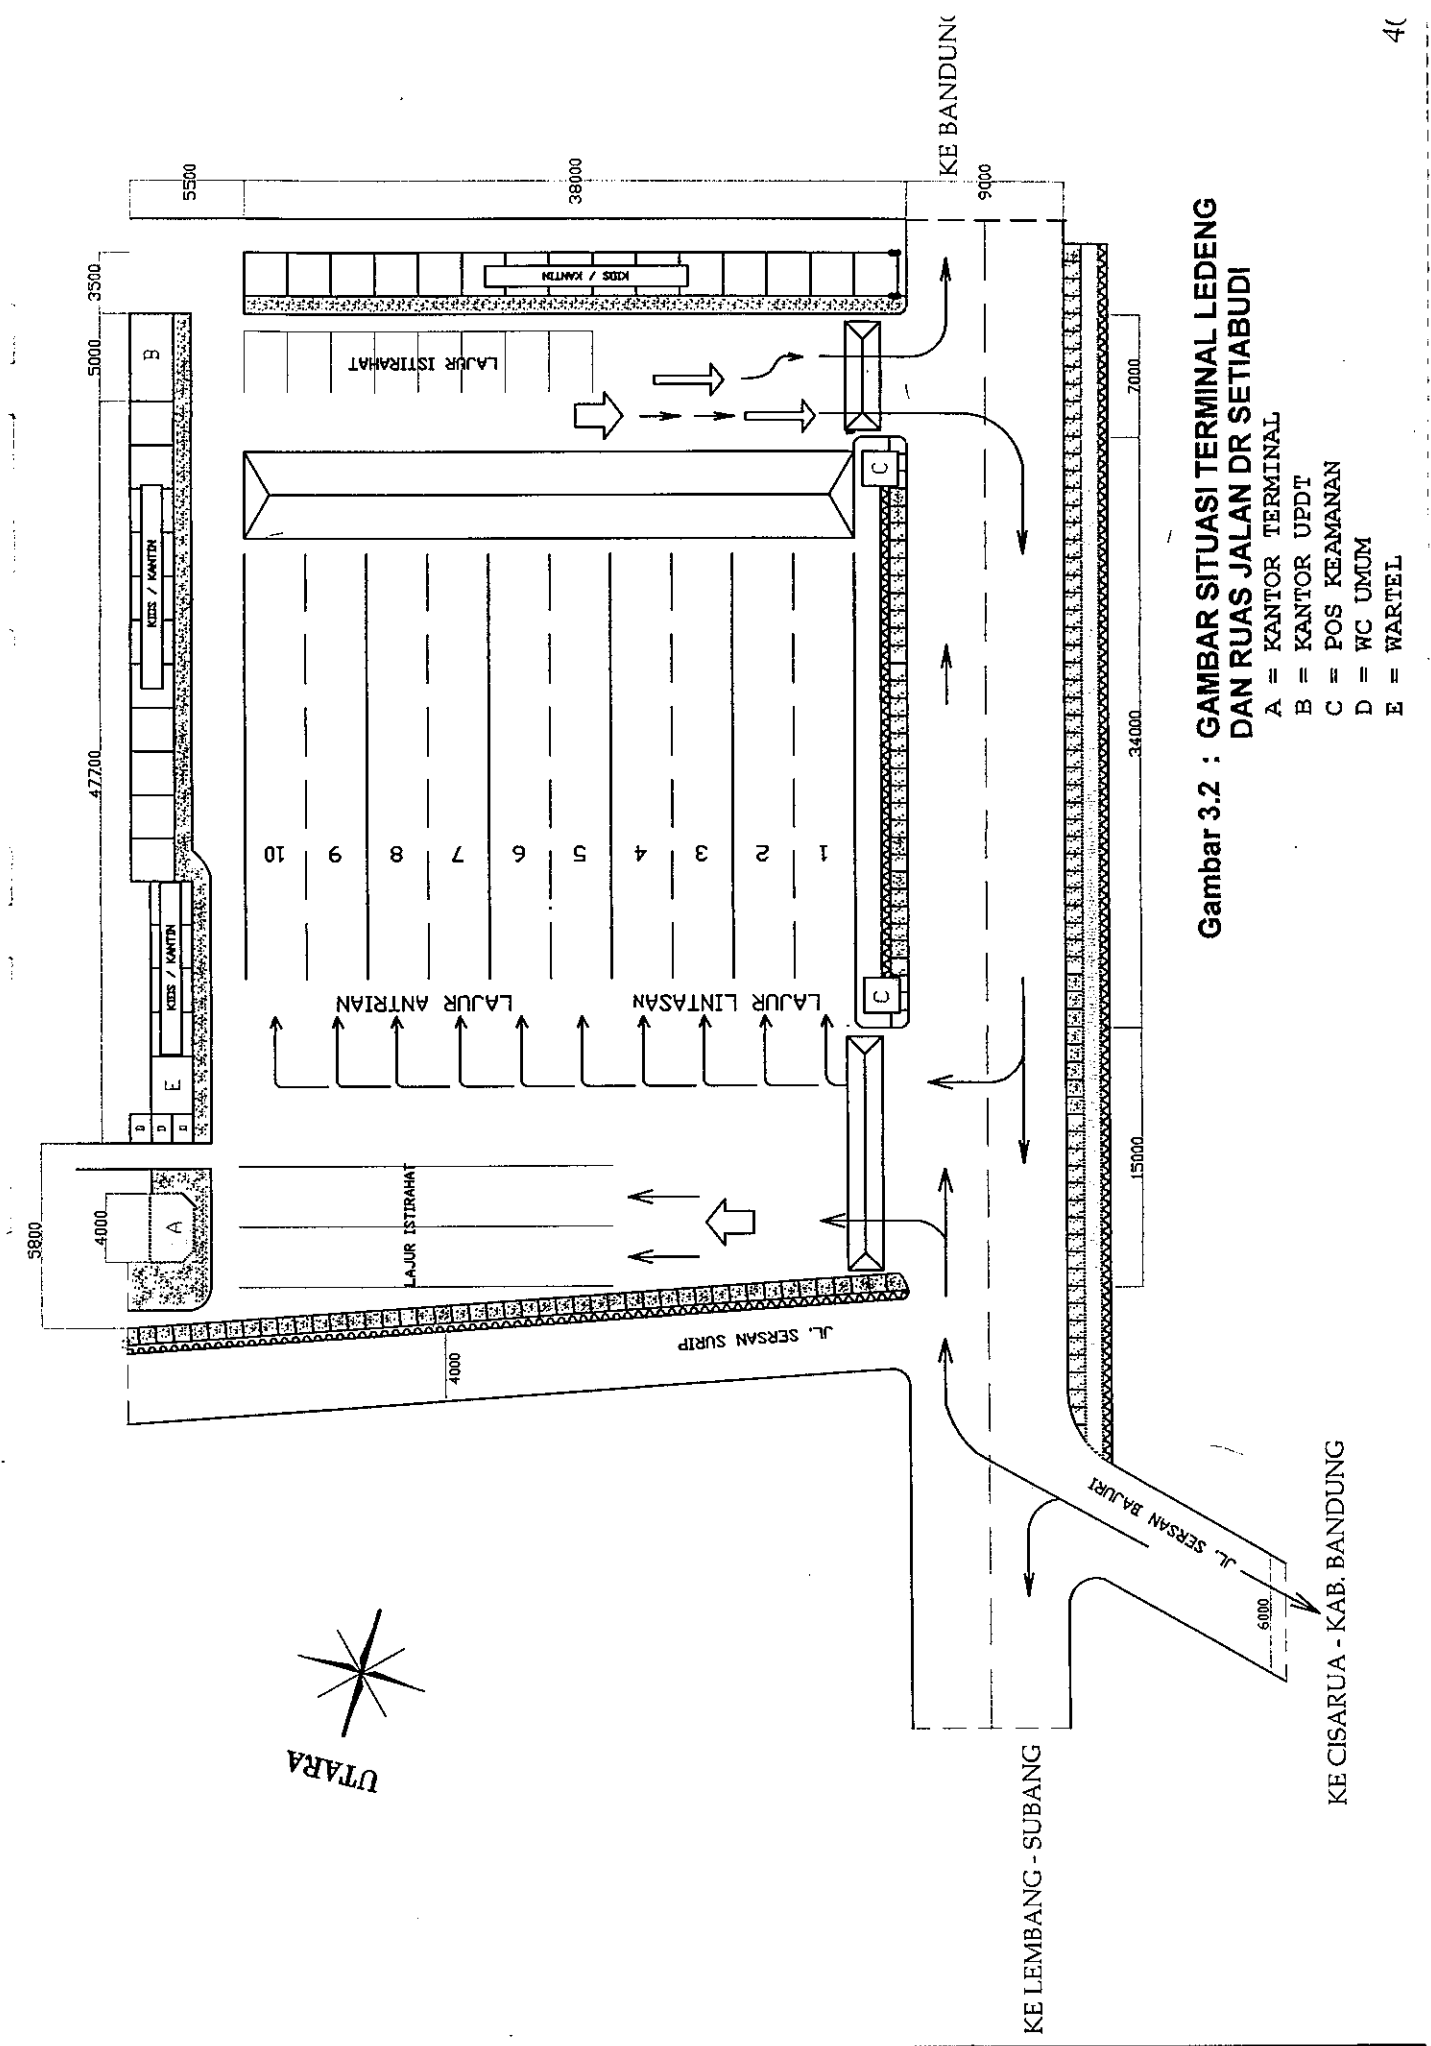 5800
4000
47700
5000
3500
5500
38000
9000
A
D
D
D
E
KIOS / KANTIN
KIOS / KANTIN
B
KIOS / KANTIN
LAJUR ISTIRAHAT
LAJUR ISTIRAHAT
10
9
8
7
6
5
4
3
2
1
LAJUR ANTRIAN
LAJUR LINTASAN
C
C
JL. SERSAN SURIP
4000
JL. SERSAN BAJURI
6000
15000
34000
7000
UTARA
KE LEMBANG - SUBANG
KE CISARUA - KAB. BANDUNG
KE BANDUN
Gambar 3.2 : GAMBAR SITUASI TERMINAL LEDENG
DAN RUAS JALAN DR SETIABUDI
A = KANTOR TERMINAL
B = KANTOR UPDT
C = POS KEAMANAN
D = WC UMUM
E = WARTEL